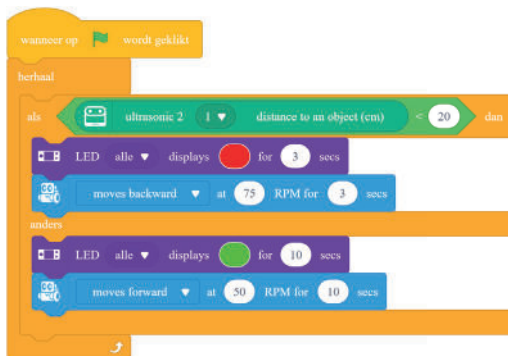 wanneer op wordt geklikt
herhaal
als ultrasonic 2 1 distance to an object (cm) < 20 dan
LED alle displays for 3 secs
moves backward at 75 RPM for 3 secs
anders
LED alle displays for 10 secs
moves forward at 50 RPM for 10 secs